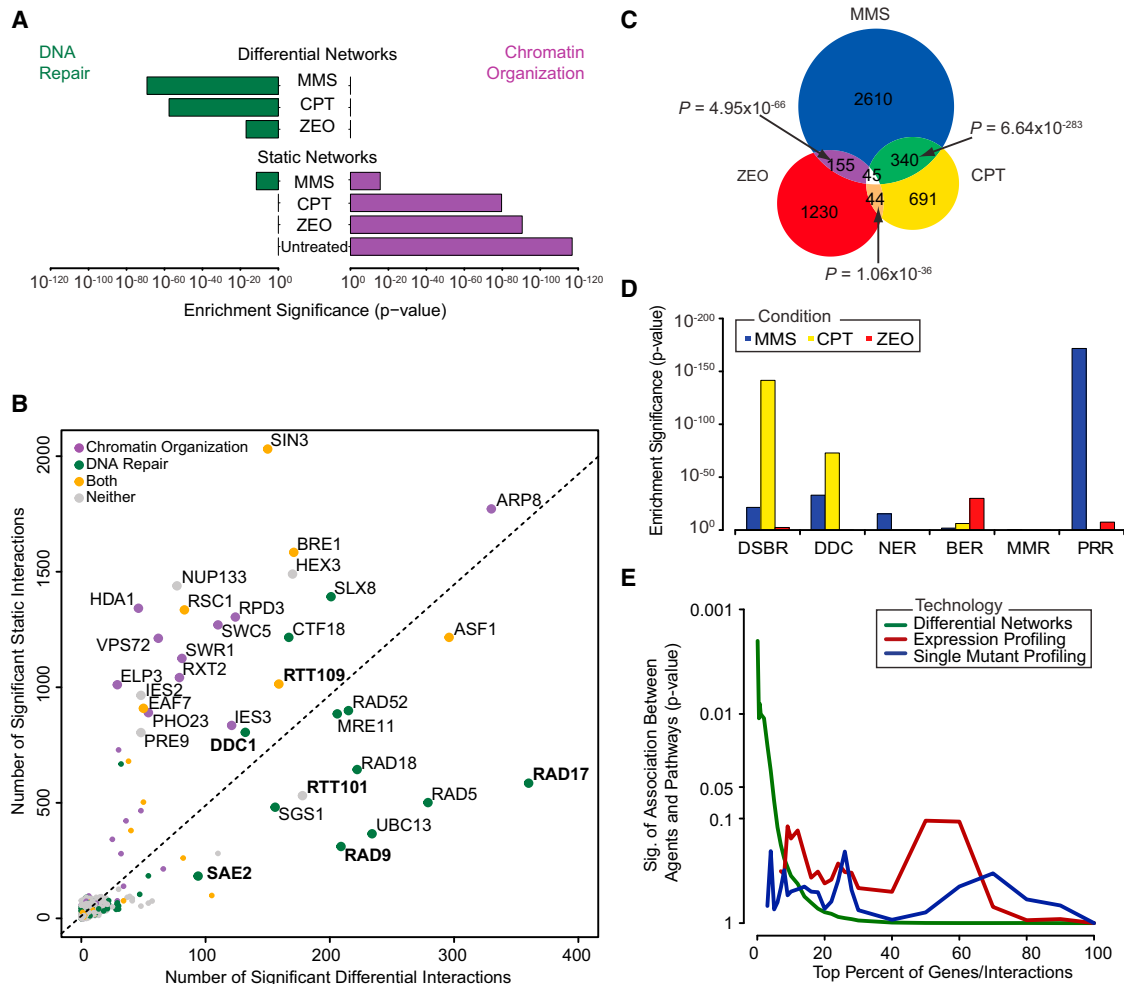 A
DNA
Repair
Differential Networks
Chromatin
Organization
MMS
CPT
ZEO
Static Networks
MMS
CPT
ZEO
Untreated
10-120 10-100 10-80 10-60 10-40 10-20 100 100 10-20 10-40 10-60 10-80 10-100 10-120
Enrichment Significance (p−value)
B
Chromatin Organization
DNA Repair
Both
Neither
SIN3
ARP8
BRE1
HEX3
NUP133
SLX8
HDA1
RSC1
RPD3
SWC5
CTF18
ASF1
VPS72
SWR1
RXT2
RTT109
ELP3
IES2
EAF7
RAD52
PHO23
IES3
MRE11
PRE9
DDC1
RAD18
RAD17
RTT101
RAD5
SGS1
UBC13
RAD9
SAE2
0 500 1000 1500 2000
Number of Significant Static Interactions
0 100 200 300 400
Number of Significant Differential Interactions
C
MMS
2610
P = 4.95x10-66
P = 6.64x10-283
155
340
45
ZEO
CPT
44
1230
691
P = 1.06x10-36
D
Condition
MMS CPT ZEO
10-200
10-150
10-100
10-50
100
Enrichment Significance (p-value)
DSBR DDC NER BER MMR PRR
E
Technology
Differential Networks
Expression Profiling
Single Mutant Profiling
0.001
0.01
0.05
0.1
1
Sig. of Association Between
Agents and Pathways (p-value)
0 20 40 60 80 100
Top Percent of Genes/Interactions